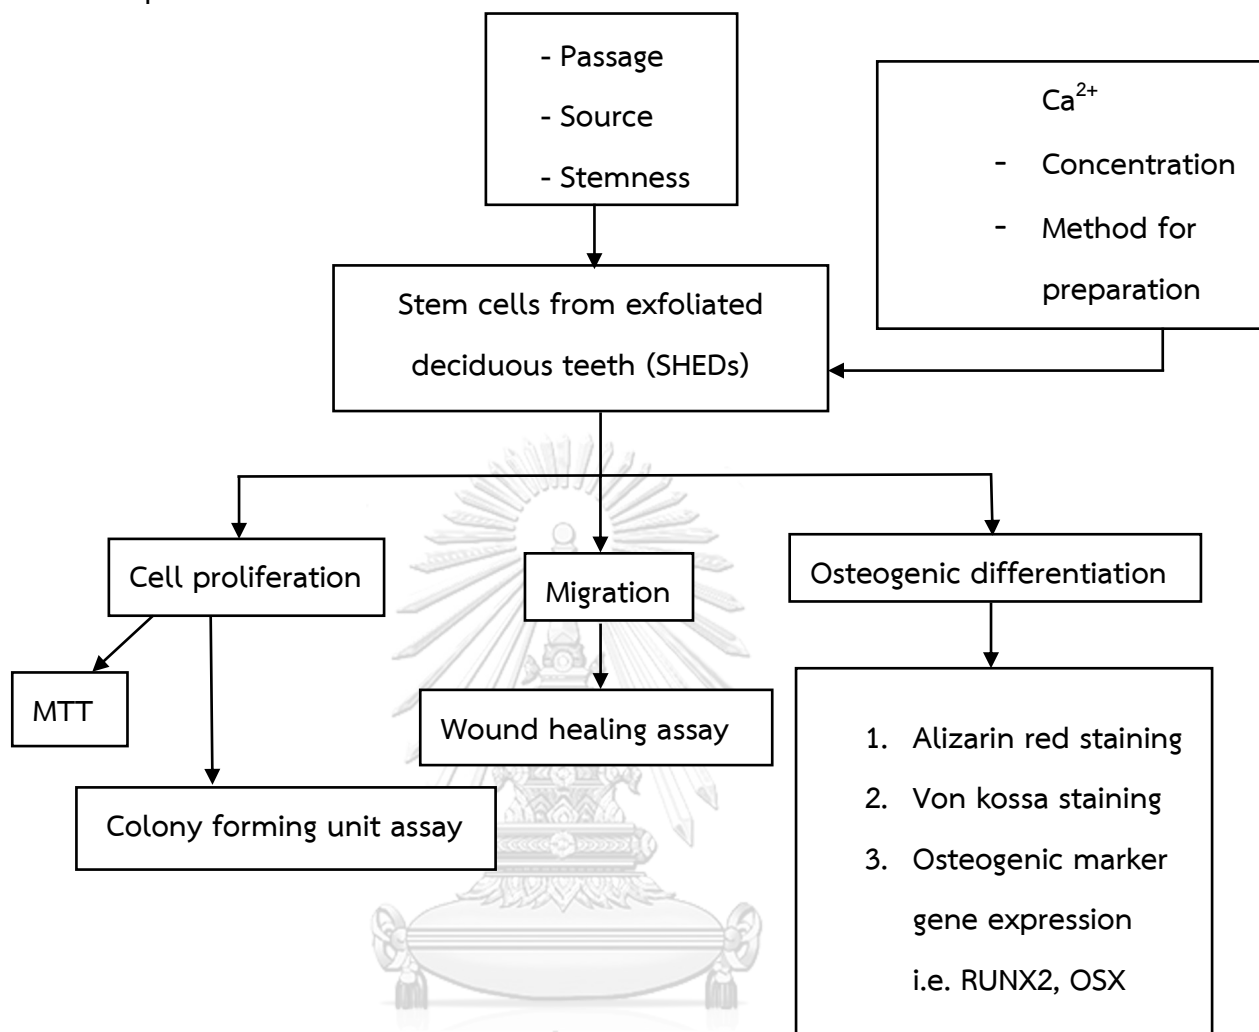 - Passage
- Source
- Stemness
Ca²⁺
- Concentration
- Method for
preparation
Stem cells from exfoliated
deciduous teeth (SHEDs)
Cell proliferation
Migration
Osteogenic differentiation
MTT
Wound healing assay
Colony forming unit assay
1. Alizarin red staining
2. Von kossa staining
3. Osteogenic marker
gene expression
i.e. RUNX2, OSX